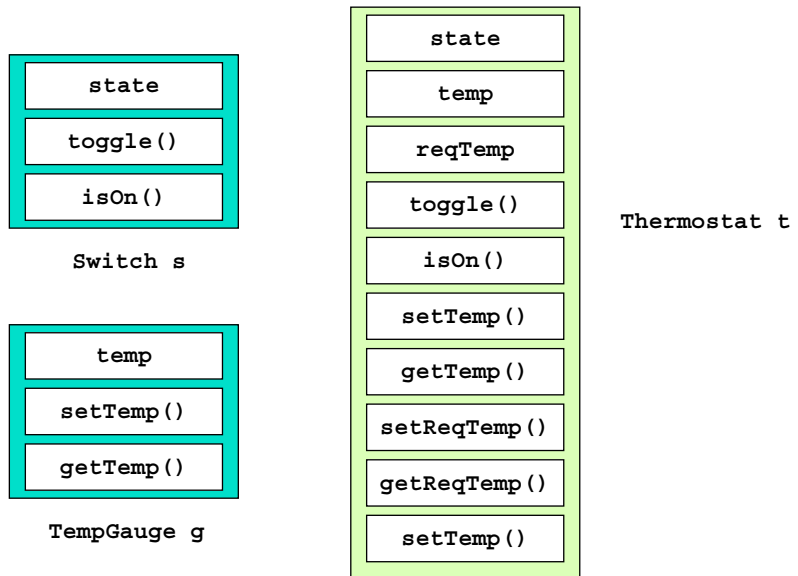 state
toggle()
isOn()
Switch s
temp
setTemp()
getTemp()
TempGauge g
state
temp
reqTemp
toggle()
isOn()
setTemp()
getTemp()
setReqTemp()
getReqTemp()
setTemp()
Thermostat t